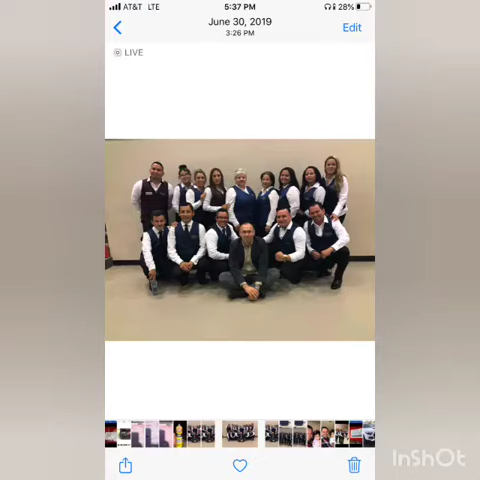 AT&T LTE 5:37 PM 28%
June 30, 2019
3:26 PM
Edit
LIVE
InShOt